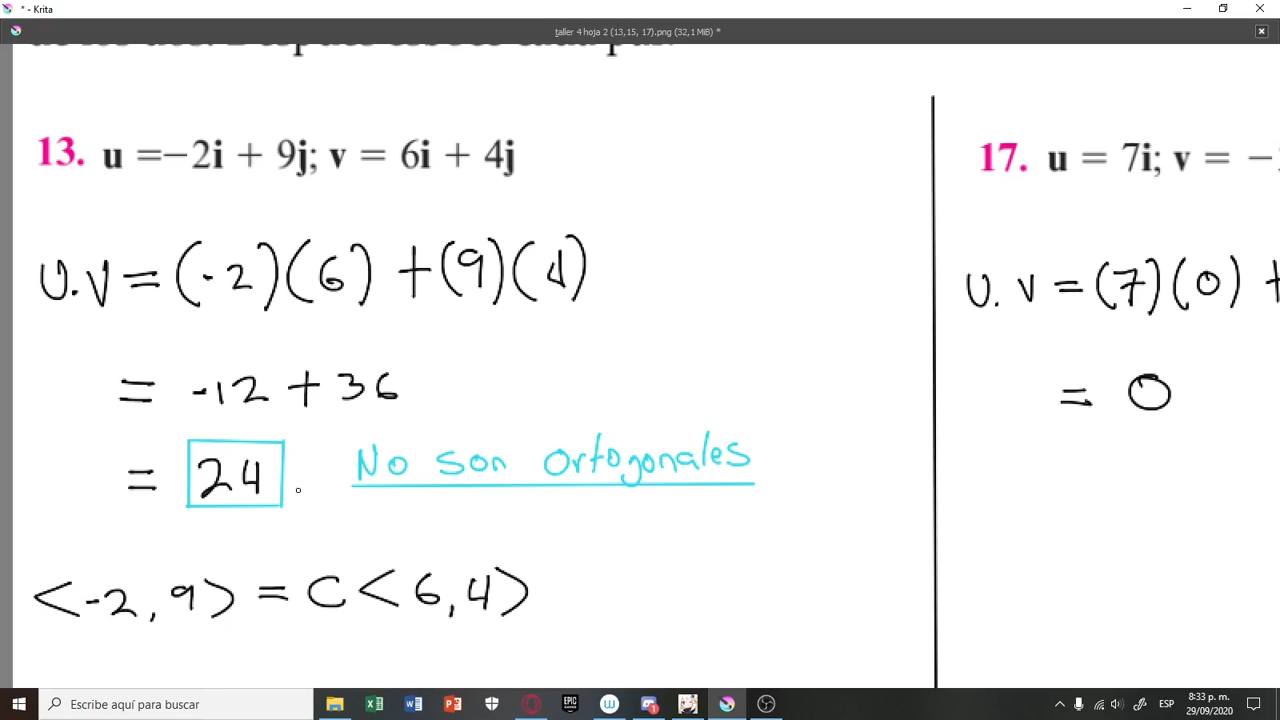 * - Krita
taller 4 hoja 2 (13,15, 17).png (32,1 MiB) *
13. u =−2i + 9j; v = 6i + 4j
U.V = (-2)(6) + (9)(4)
= -12 + 36
= 24 . No son ortogonales
<-2, 9> = C <6, 4>
17. u = 7i; v = −
U. V = (7)(0) +
= 0
Escribe aquí para buscar
ESP
8:33 p. m.
29/09/2020